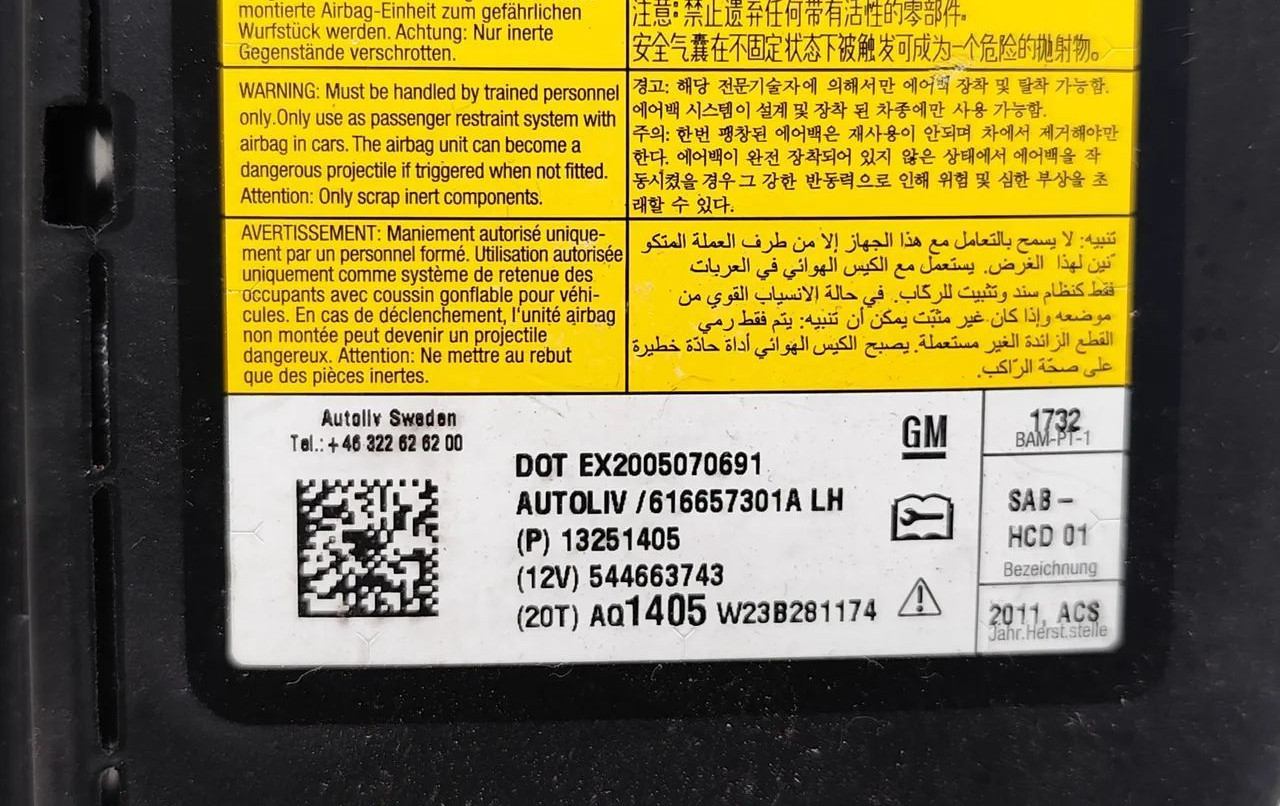 montierte Airbag-Einheit zum gefährlichen
Wurfstück werden. Achtung: Nur inerte
Gegenstände verschrotten.
注意：禁止遗弃任何带有活性的零部件。
安全气囊在不固定状态下被触发可成为一个危险的抛射物。
WARNING: Must be handled by trained personnel
only.Only use as passenger restraint system with
airbag in cars. The airbag unit can become a
dangerous projectile if triggered when not fitted.
Attention: Only scrap inert components.
경고: 해당 전문기술자에 의해서만 에어백 장착 및 탈착 가능함.
에어백 시스템이 설계 및 장착 된 차종에만 사용 가능함.
주의: 한번 팽창된 에어백은 재사용이 안되며 차에서 제거해야만
한다. 에어백이 완전 장착되어 있지 않은 상태에서 에어백을 작
동시켰을 경우 그 강한 반동력으로 인해 위험 및 심한 부상을 초
래할 수 있다.
AVERTISSEMENT: Maniement autorisé unique-
ment par un personnel formé. Utilisation autorisée
uniquement comme système de retenue des
occupants avec coussin gonflable pour véhi-
cules. En cas de déclenchement, l'unité airbag
non montée peut devenir un projectile
dangereux. Attention: Ne mettre au rebut
que des pièces inertes.
تنبيه: لا يسمح بالتعامل مع هذا الجهاز إلا من طرف العملة المتكو
نين لهذا الغرض. يستعمل مع الكيس الهوائي في العربات
فقط كنظام سند وتثبيت للركّاب. في حالة الانسياب القوي من
موضعه وإذا كان غير مثبّت يمكن أن تنبيه: يتم فقط رمي
القطع الزائدة الغير مستعملة. يصبح الكيس الهوائي أداة حادّة خطيرة
على صحّة الرّاكب.
Autoliv Sweden
Tel.: +46 322 62 62 00
DOT EX2005070691
AUTOLIV /616657301A LH
(P) 13251405
(12V) 544663743
(20T) AQ1405 W23B281174
GM
1732
BAM-PT-1
SAB -
HCD 01
Bezeichnung
2011, ACS
Jahr.Herst.stelle